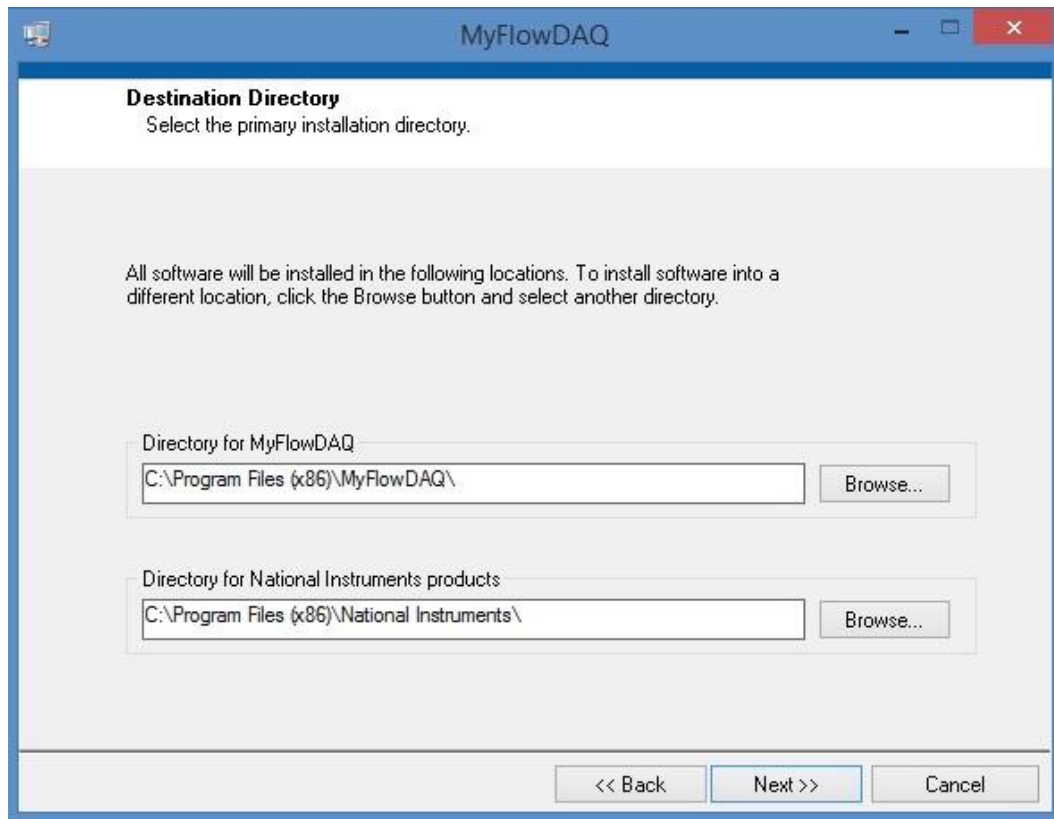 MyFlowDAQ
Destination Directory
Select the primary installation directory.
All software will be installed in the following locations. To install software into a
different location, click the Browse button and select another directory.
Directory for MyFlowDAQ
C:\Program Files (x86)\MyFlowDAQ\
Browse...
Directory for National Instruments products
C:\Program Files (x86)\National Instruments\
Browse...
<< Back
Next >>
Cancel